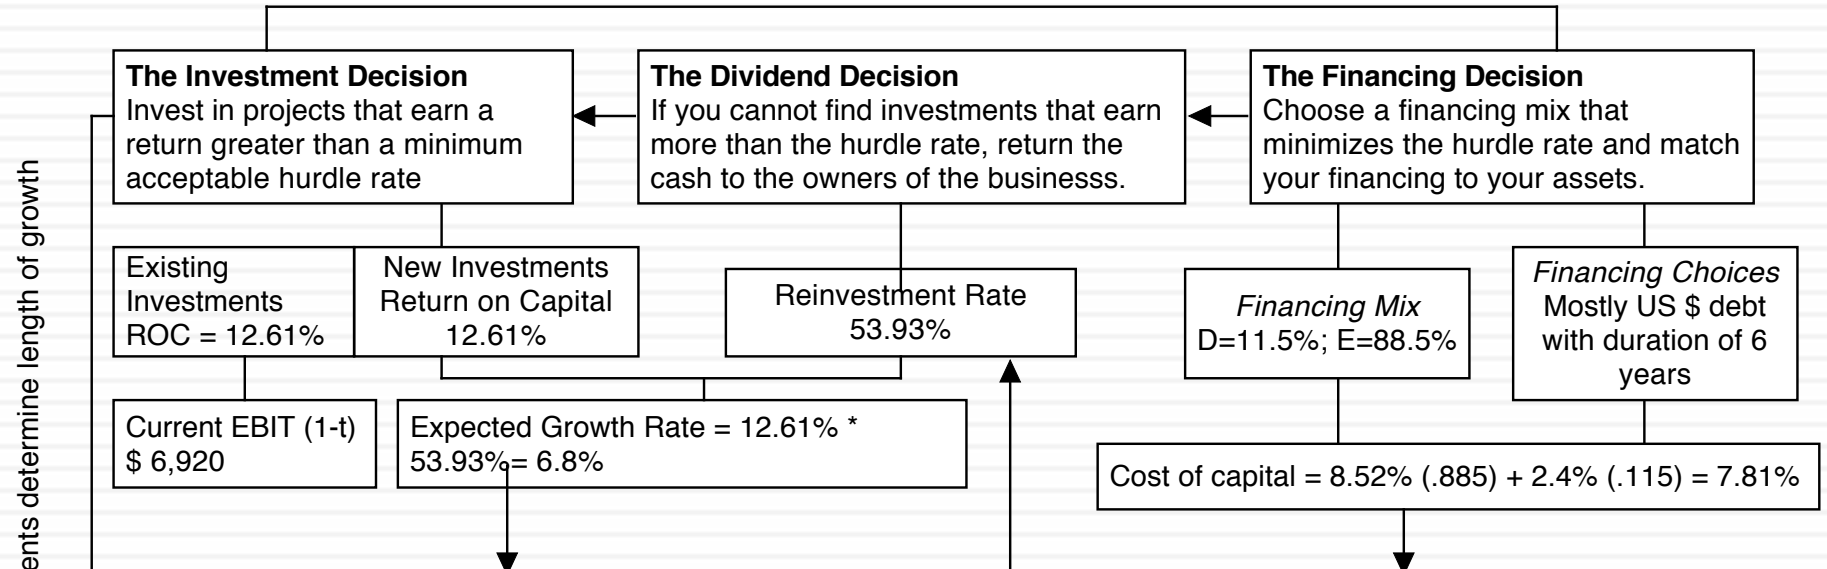 The Investment Decision
Invest in projects that earn a
return greater than a minimum
acceptable hurdle rate
The Dividend Decision
If you cannot find investments that earn
more than the hurdle rate, return the
cash to the owners of the businesss.
The Financing Decision
Choose a financing mix that
minimizes the hurdle rate and match
your financing to your assets.
ents determine length of growth
Existing
Investments
ROC = 12.61%
New Investments
Return on Capital
12.61%
Reinvestment Rate
53.93%
Financing Mix
D=11.5%; E=88.5%
Financing Choices
Mostly US $ debt
with duration of 6
years
Current EBIT (1-t)
$ 6,920
Expected Growth Rate = 12.61% *
53.93%= 6.8%
Cost of capital = 8.52% (.885) + 2.4% (.115) = 7.81%